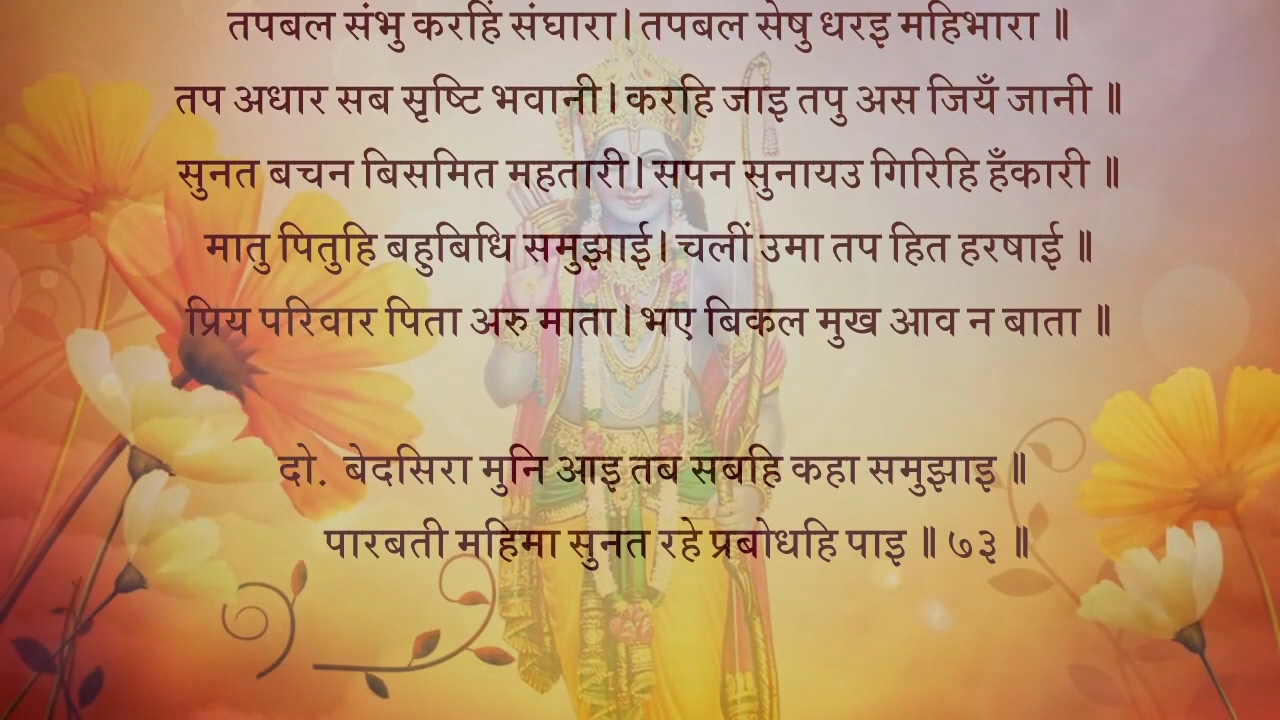 तपबल संभु करहिं संघारा। तपबल सेषु धरइ महिभारा ॥
तप अधार सब सृष्टि भवानी। करहि जाइ तपु अस जियँ जानी ॥
सुनत बचन बिसमित महतारी। सपन सुनायउ गिरिहि हँकारी ॥
मातु पितुहि बहुबिधि समुझाई। चलीं उमा तप हित हरषाई ॥
प्रिय परिवार पिता अरु माता। भए बिकल मुख आव न बाता ॥
दो. बेदसिरा मुनि आइ तब सबहि कहा समुझाइ ॥
पारबती महिमा सुनत रहे प्रबोधहि पाइ ॥ ७३ ॥